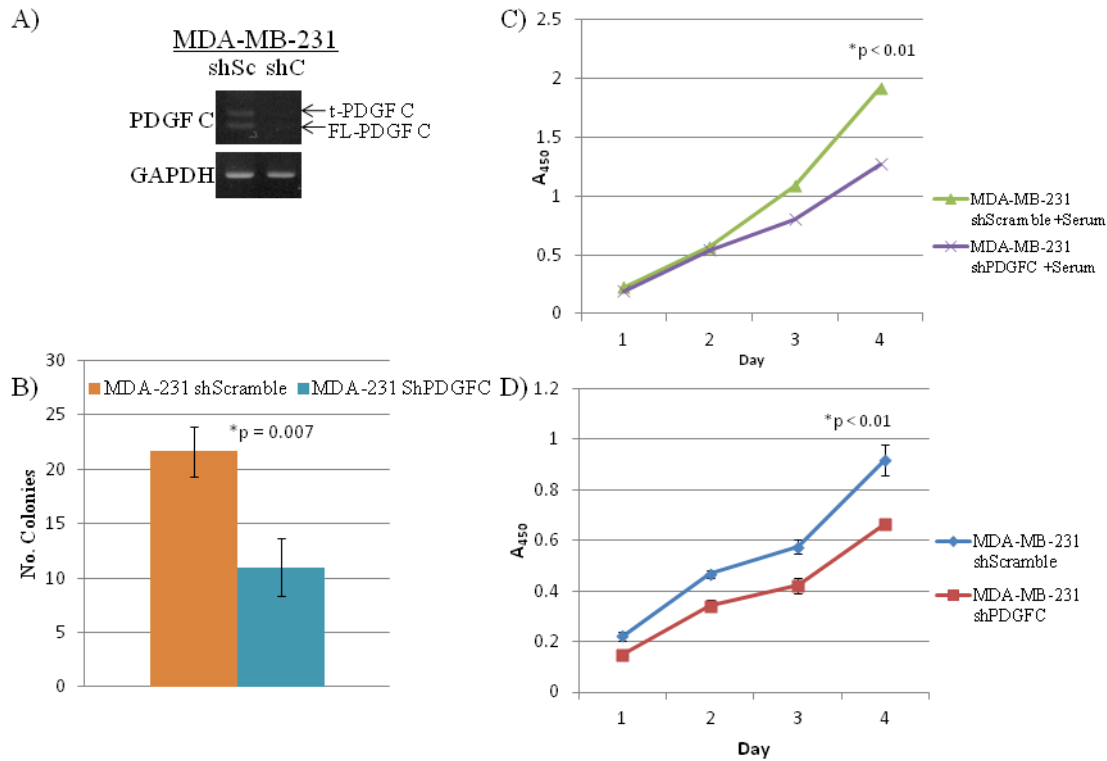 A)
MDA-MB-231
shSc shC
PDGF C
t-PDGF C
FL-PDGF C
GAPDH
B)
30
25
20
15
10
5
0
No. Colonies
MDA-231 shScramble
MDA-231 ShPDGFC
*p = 0.007
C)
2.5
2
1.5
1
0.5
0
A450
1 2 3 4
Day
*p < 0.01
MDA-MB-231
shScramble +Serum
MDA-MB-231
shPDGFC +Serum
D)
1.2
1
0.8
0.6
0.4
0.2
0
A450
1 2 3 4
Day
*p < 0.01
MDA-MB-231
shScramble
MDA-MB-231
shPDGFC